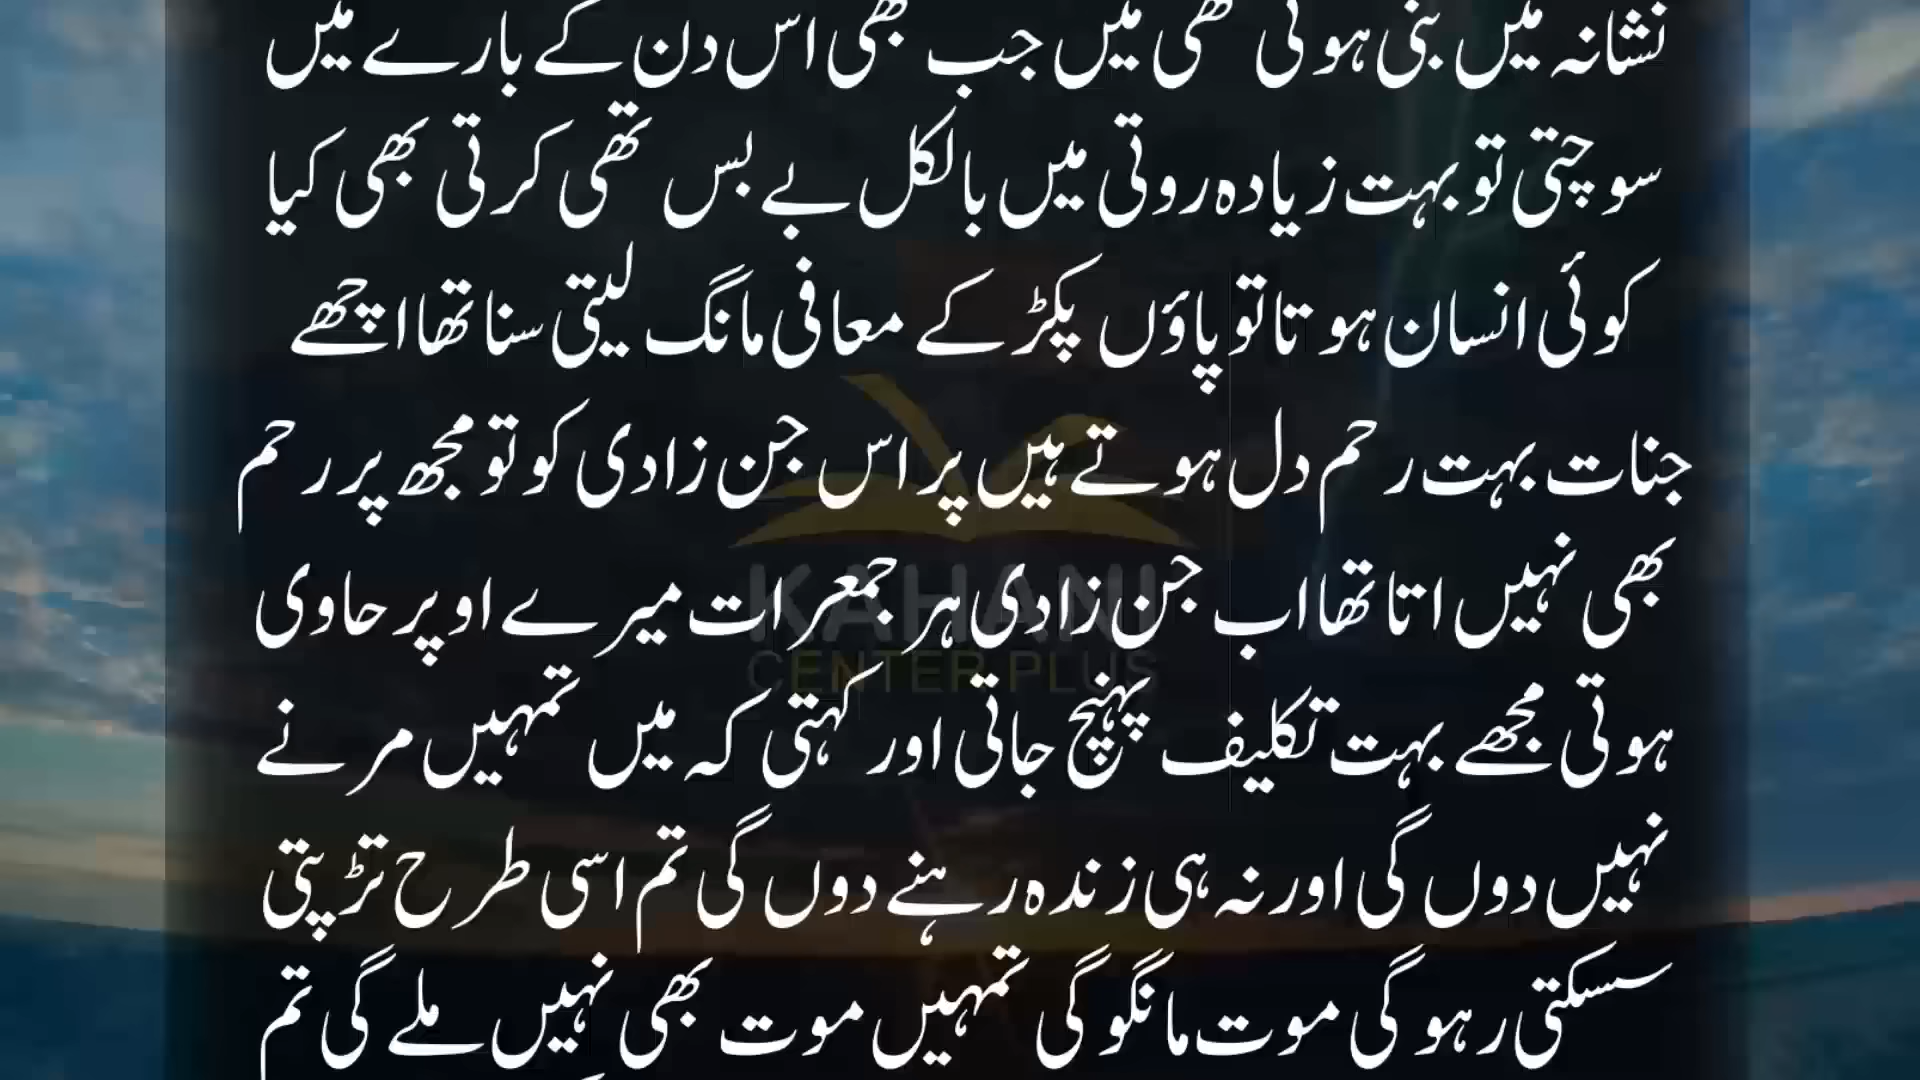 نشانہ میں بنی ہوئی تھی میں جب بھی اس دن کے بارے میں
سوچتی تو بہت زیادہ روتی میں بالکل بے بس تھی کرتی بھی کیا
کوئی انسان ہوتا تو پاؤں پکڑ کے معافی مانگ لیتی سنا تھا اچھے
جنات بہت رحم دل ہوتے ہیں پر اس جن زادی کو تو مجھ پر رحم
بھی نہیں اتا تھا اب جن زادی ہر جمعرات میرے اوپر حاوی
ہوتی مجھے بہت تکلیف پہنچ جاتی اور کہتی کہ میں تمہیں مرنے
نہیں دوں گی اور نہ ہی زندہ رہنے دوں گی تم اسی طرح تڑپتی
سسکتی رہو گی موت مانگو گی تمہیں موت بھی نہیں ملے گی تم
KAHANI
CENTER PLUS